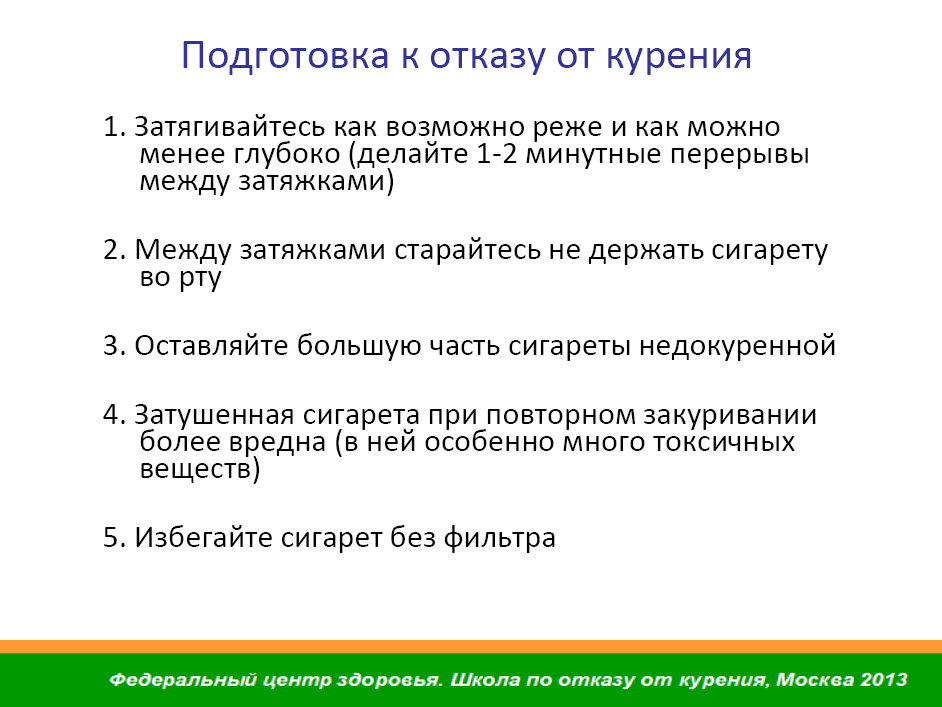 Подготовка к отказу от курения
1. Затягивайтесь как возможно реже и как можно
менее глубоко (делайте 1-2 минутные перерывы
между затяжками)
2. Между затяжками старайтесь не держать сигарету
во рту
3. Оставляйте большую часть сигареты недокуренной
4. Затушенная сигарета при повторном закуривании
более вредна (в ней особенно много токсичных
веществ)
5. Избегайте сигарет без фильтра
Федеральный центр здоровья. Школа по отказу от курения, Москва 2013